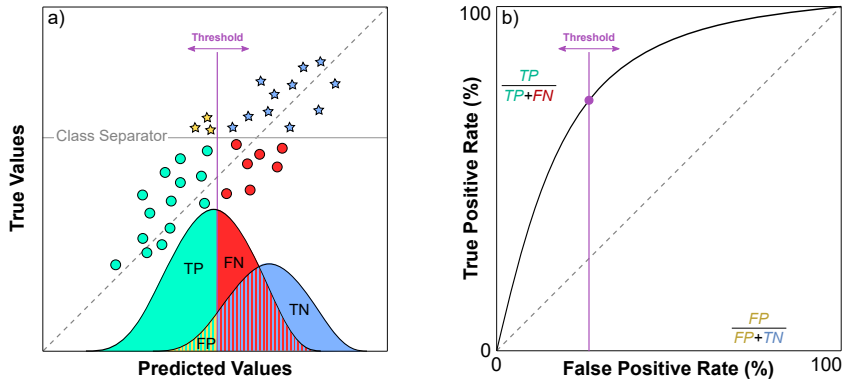 a)
Threshold
Class Separator
True Values
TP
FN
TN
FP
Predicted Values
b)
100
Threshold
TP
TP+FN
True Positive Rate (%)
FP
FP+TN
0
0
False Positive Rate (%)
100